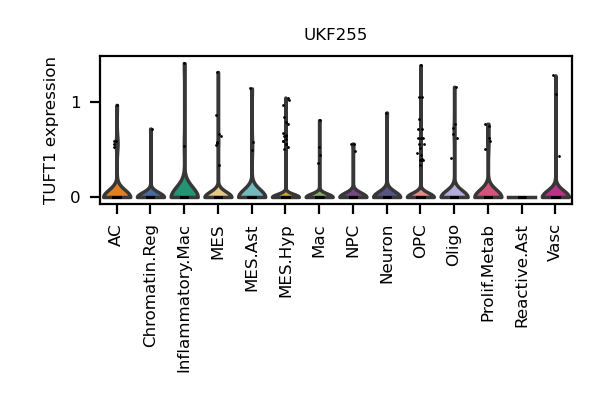 UKF255
TUFT1 expression
1
0
AC
Chromatin.Reg
Inflammatory.Mac
MES
MES.Ast
MES.Hyp
Mac
NPC
Neuron
OPC
Oligo
Prolif.Metab
Reactive.Ast
Vasc